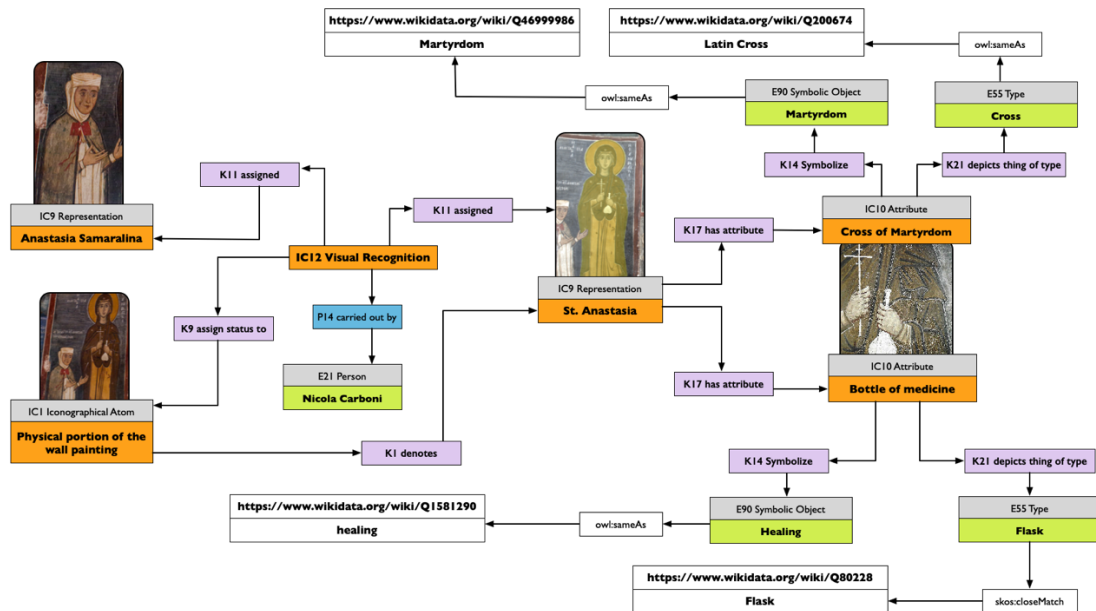 https://www.wikidata.org/wiki/Q46999986
Martyrdom
https://www.wikidata.org/wiki/Q200674
Latin Cross
owl:sameAs
owl:sameAs
E90 Symbolic Object
Martyrdom
E55 Type
Cross
K14 Symbolize
K21 depicts thing of type
K11 assigned
K11 assigned
IC9 Representation
Anastasia Samaralina
IC12 Visual Recognition
K17 has attribute
IC10 Attribute
Cross of Martyrdom
IC9 Representation
St. Anastasia
K9 assign status to
P14 carried out by
E21 Person
Nicola Carboni
IC10 Attribute
Bottle of medicine
K17 has attribute
IC1 Iconographical Atom
Physical portion of the
wall painting
K1 denotes
K14 Symbolize
K21 depicts thing of type
https://www.wikidata.org/wiki/Q1581290
healing
owl:sameAs
E90 Symbolic Object
Healing
E55 Type
Flask
https://www.wikidata.org/wiki/Q80228
Flask
skos:closeMatch